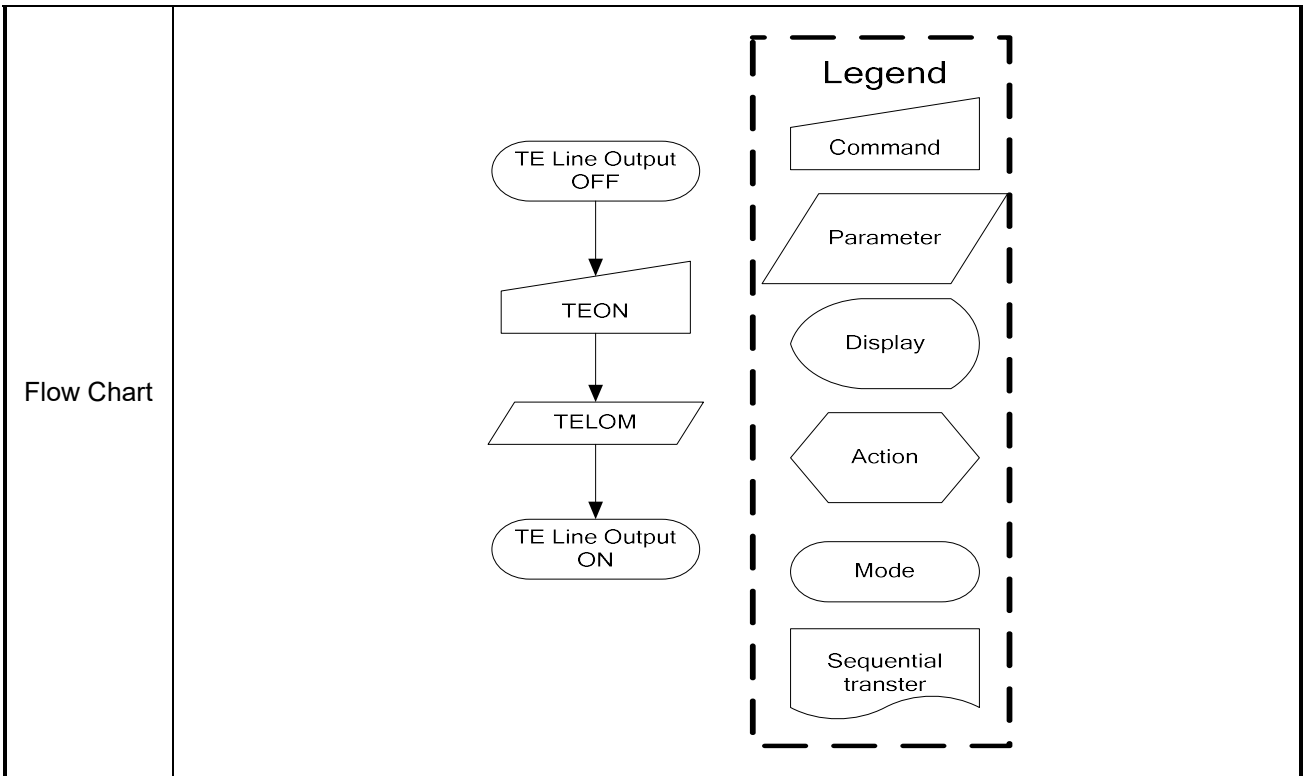 Flow Chart
TE Line Output
OFF
TEON
TELOM
TE Line Output
ON
Legend
Command
Parameter
Display
Action
Mode
Sequential
transter